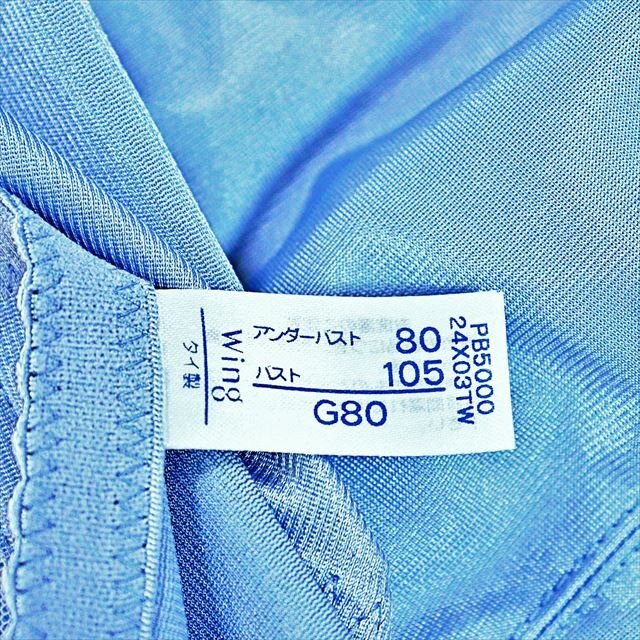 アンダーバスト 80
バスト 105
G80
Wing
タイ製
PB5000
24X03TW